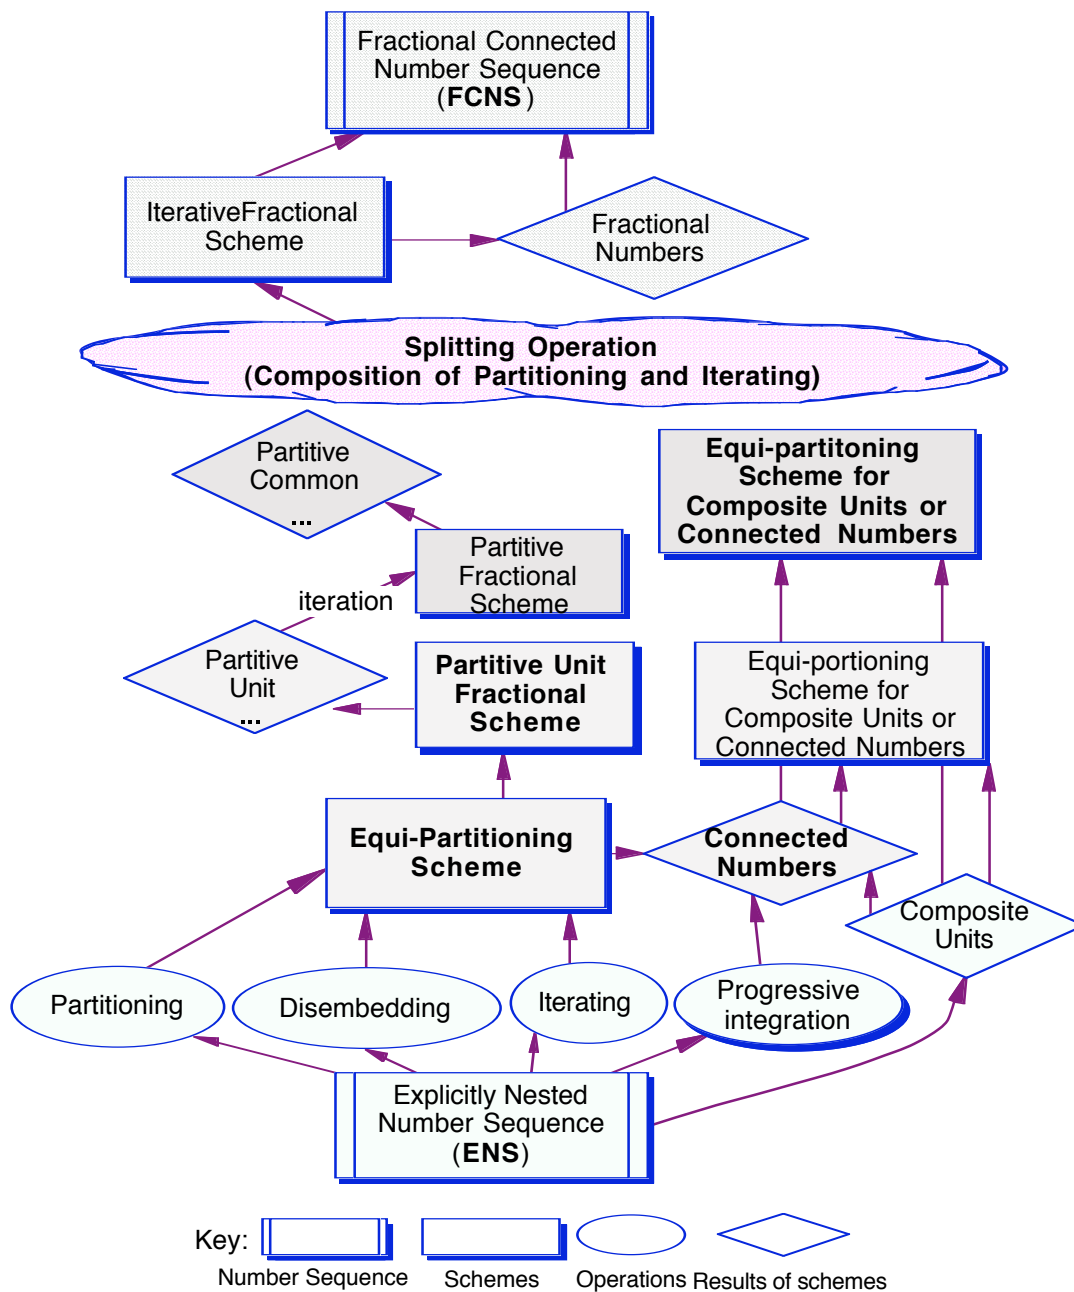 Fractional Connected
Number Sequence
(FCNS)
IterativeFractional
Scheme
Fractional
Numbers
Splitting Operation
(Composition of Partitioning and Iterating)
Partitive
Common
...
Equi-partitoning
Scheme for
Composite Units or
Connected Numbers
Partitive
Fractional
Scheme
iteration
Partitive
Unit
...
Partitive Unit
Fractional
Scheme
Equi-portioning
Scheme for
Composite Units or
Connected Numbers
Equi-Partitioning
Scheme
Connected
Numbers
Composite
Units
Partitioning
Disembedding
Iterating
Progressive
integration
Explicitly Nested
Number Sequence
(ENS)
Key:
Number Sequence
Schemes
Operations
Results of schemes